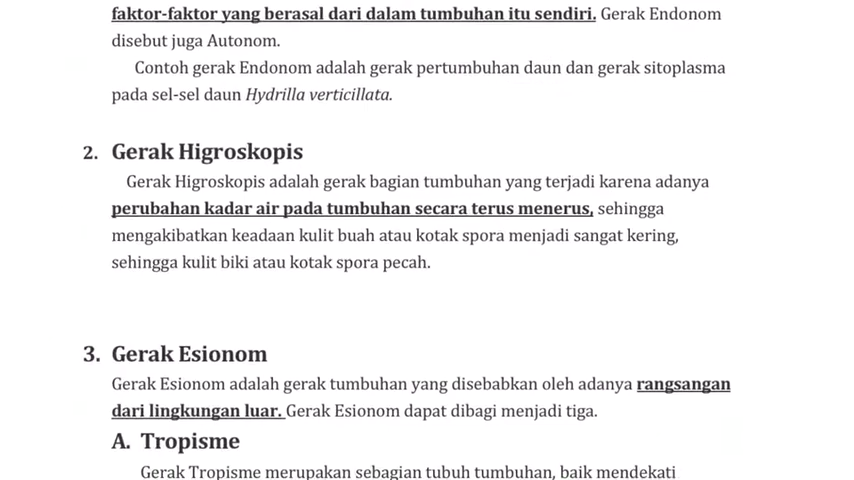 faktor-faktor yang berasal dari dalam tumbuhan itu sendiri. Gerak Endonom
disebut juga Autonom.
Contoh gerak Endonom adalah gerak pertumbuhan daun dan gerak sitoplasma
pada sel-sel daun Hydrilla verticillata.
2. Gerak Higroskopis
Gerak Higroskopis adalah gerak bagian tumbuhan yang terjadi karena adanya
perubahan kadar air pada tumbuhan secara terus menerus, sehingga
mengakibatkan keadaan kulit buah atau kotak spora menjadi sangat kering,
sehingga kulit biki atau kotak spora pecah.
3. Gerak Esionom
Gerak Esionom adalah gerak tumbuhan yang disebabkan oleh adanya rangsangan
dari lingkungan luar. Gerak Esionom dapat dibagi menjadi tiga.
A. Tropisme
Gerak Tropisme merupakan sebagian tubuh tumbuhan, baik mendekati